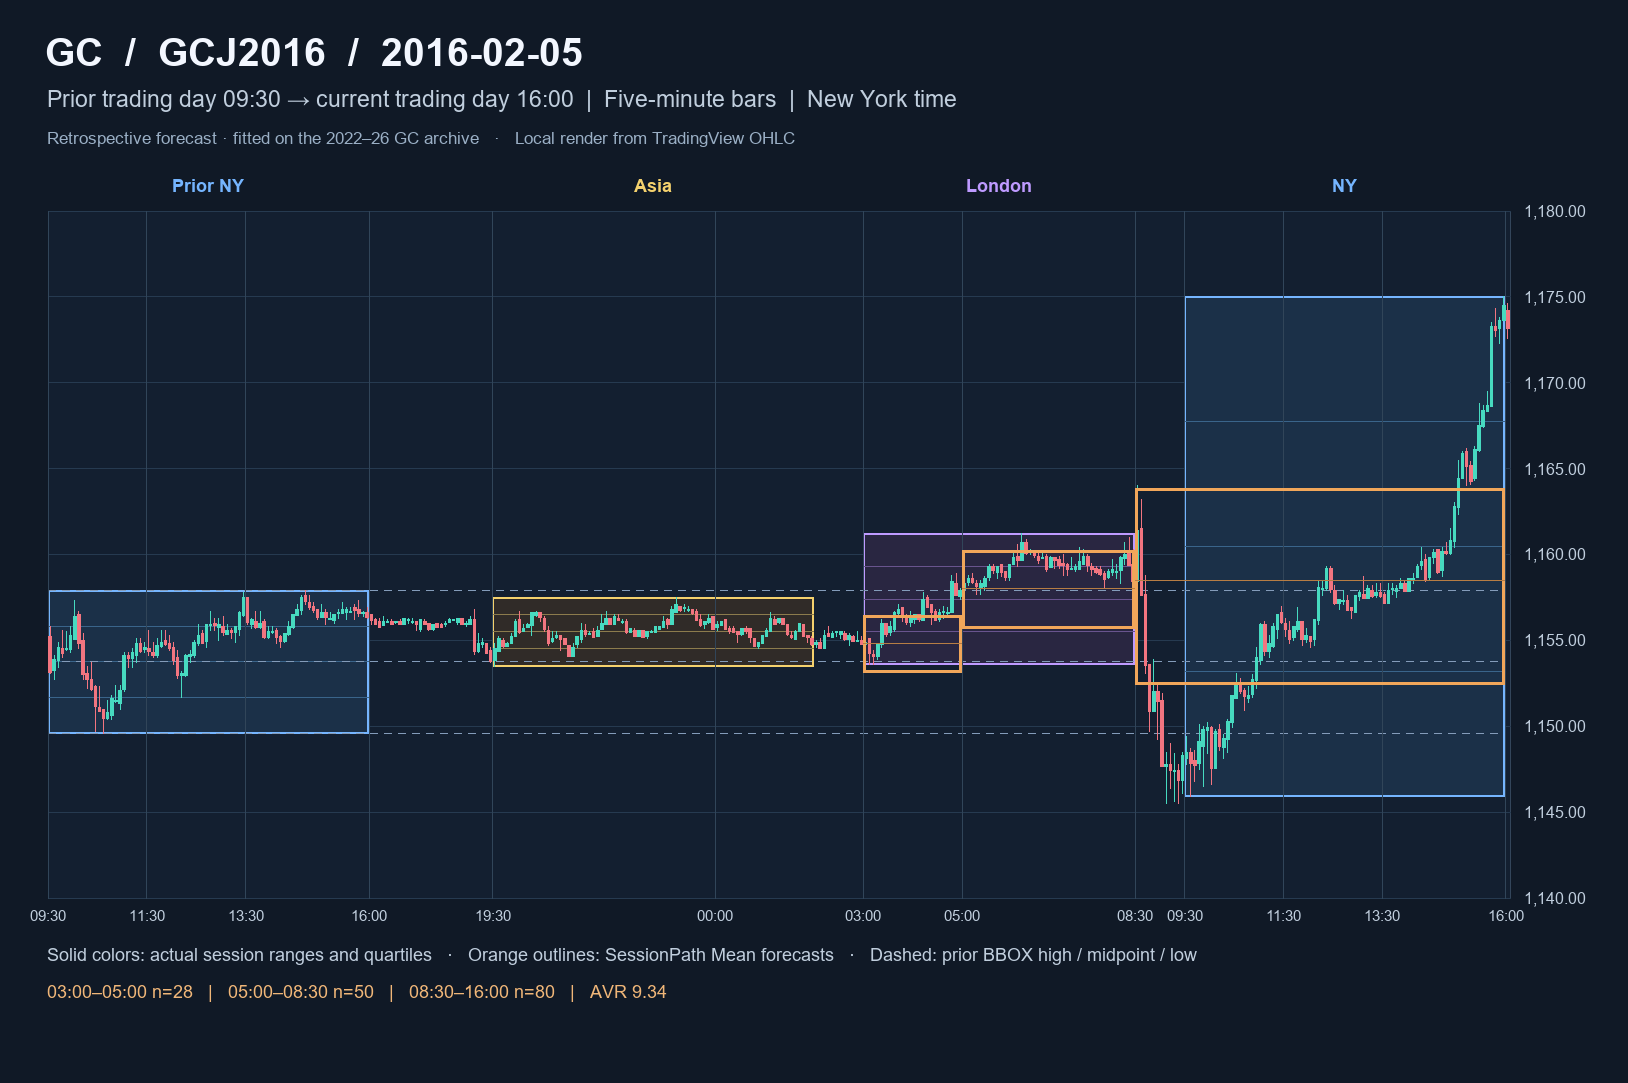 GC / GCJ2016 / 2016-02-05
Prior trading day 09:30 → current trading day 16:00 | Five-minute bars | New York time
Retrospective forecast · fitted on the 2022–26 GC archive · Local render from TradingView OHLC
Prior NY Asia London NY
1,180.00
1,175.00
1,170.00
1,165.00
1,160.00
1,155.00
1,150.00
1,145.00
1,140.00
09:30 11:30 13:30 16:00 19:30 00:00 03:00 05:00 08:30 09:30 11:30 13:30 16:00
Solid colors: actual session ranges and quartiles · Orange outlines: SessionPath Mean forecasts · Dashed: prior BBOX high / midpoint / low
03:00–05:00 n=28 | 05:00–08:30 n=50 | 08:30–16:00 n=80 | AVR 9.34